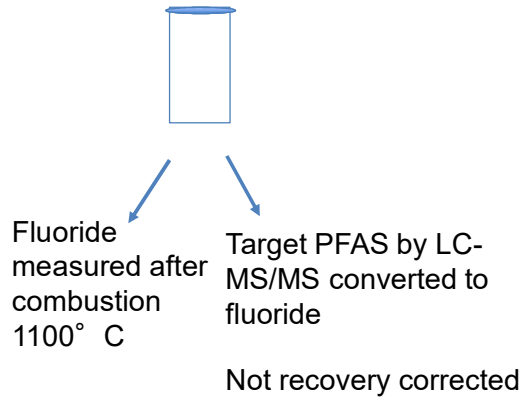 Fluoride
measured after
combustion
1100° C
Target PFAS by LC-
MS/MS converted to
fluoride
Not recovery corrected